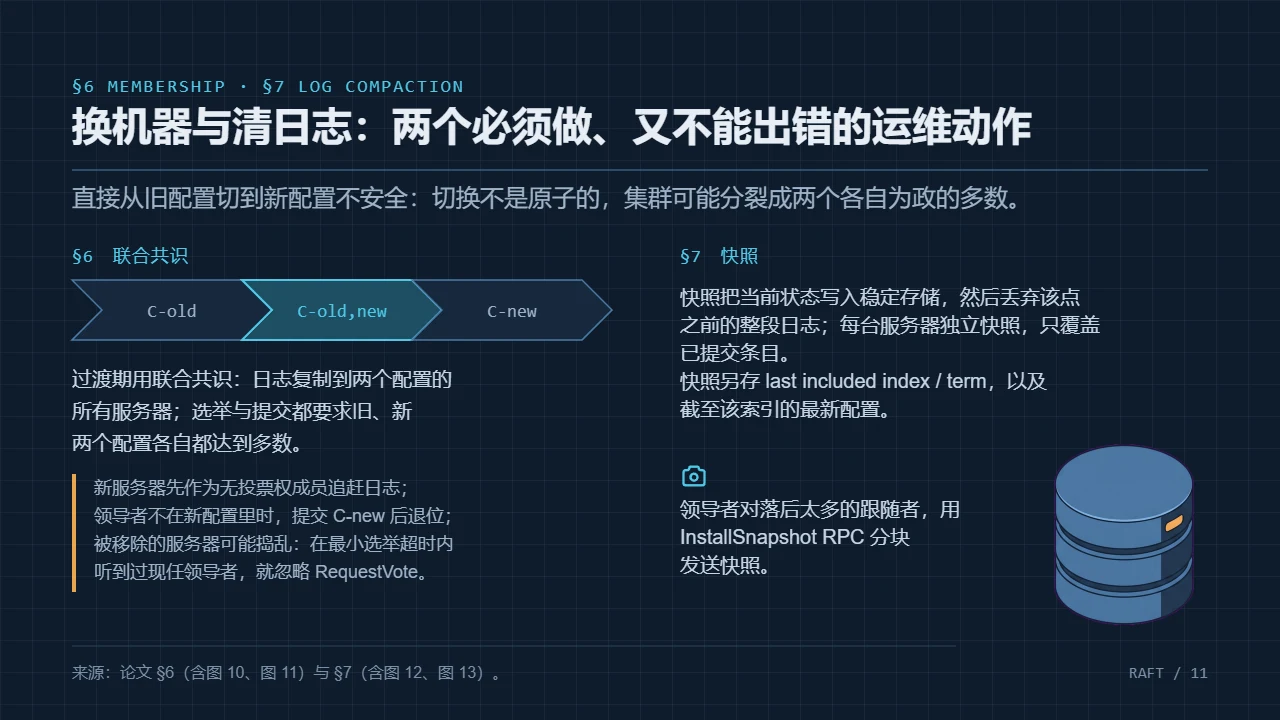 §6 MEMBERSHIP · §7 LOG COMPACTION
换机器与清日志：两个必须做、又不能出错的运维动作
直接从旧配置切到新配置不安全：切换不是原子的，集群可能分裂成两个各自为政的多数。
§6 联合共识
C-old
C-old,new
C-new
过渡期用联合共识：日志复制到两个配置的
所有服务器；选举与提交都要求旧、新
两个配置各自都达到多数。
新服务器先作为无投票权成员追赶日志；
领导者不在新配置里时，提交 C-new 后退位；
被移除的服务器可能捣乱：在最小选举超时内
听到过现任领导者，就忽略 RequestVote。
§7 快照
快照把当前状态写入稳定存储，然后丢弃该点
之前的整段日志；每台服务器独立快照，只覆盖
已提交条目。
快照另存 last included index / term，以及
截至该索引的最新配置。
领导者对落后太多的跟随者，用
InstallSnapshot RPC 分块
发送快照。
来源：论文 §6（含图 10、图 11）与 §7（含图 12、图 13）。
RAFT / 11